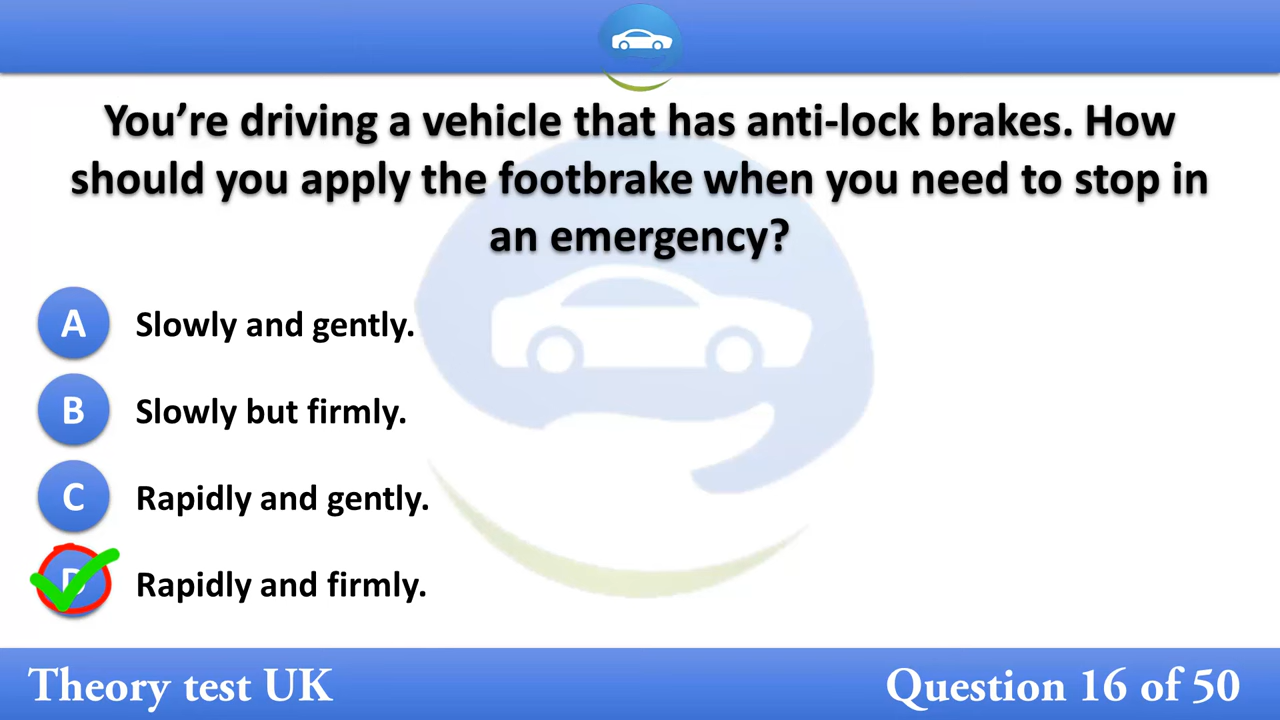 You’re driving a vehicle that has anti-lock brakes. How
should you apply the footbrake when you need to stop in
an emergency?
A Slowly and gently.
B Slowly but firmly.
C Rapidly and gently.
D Rapidly and firmly.
Theory test UK Question 16 of 50